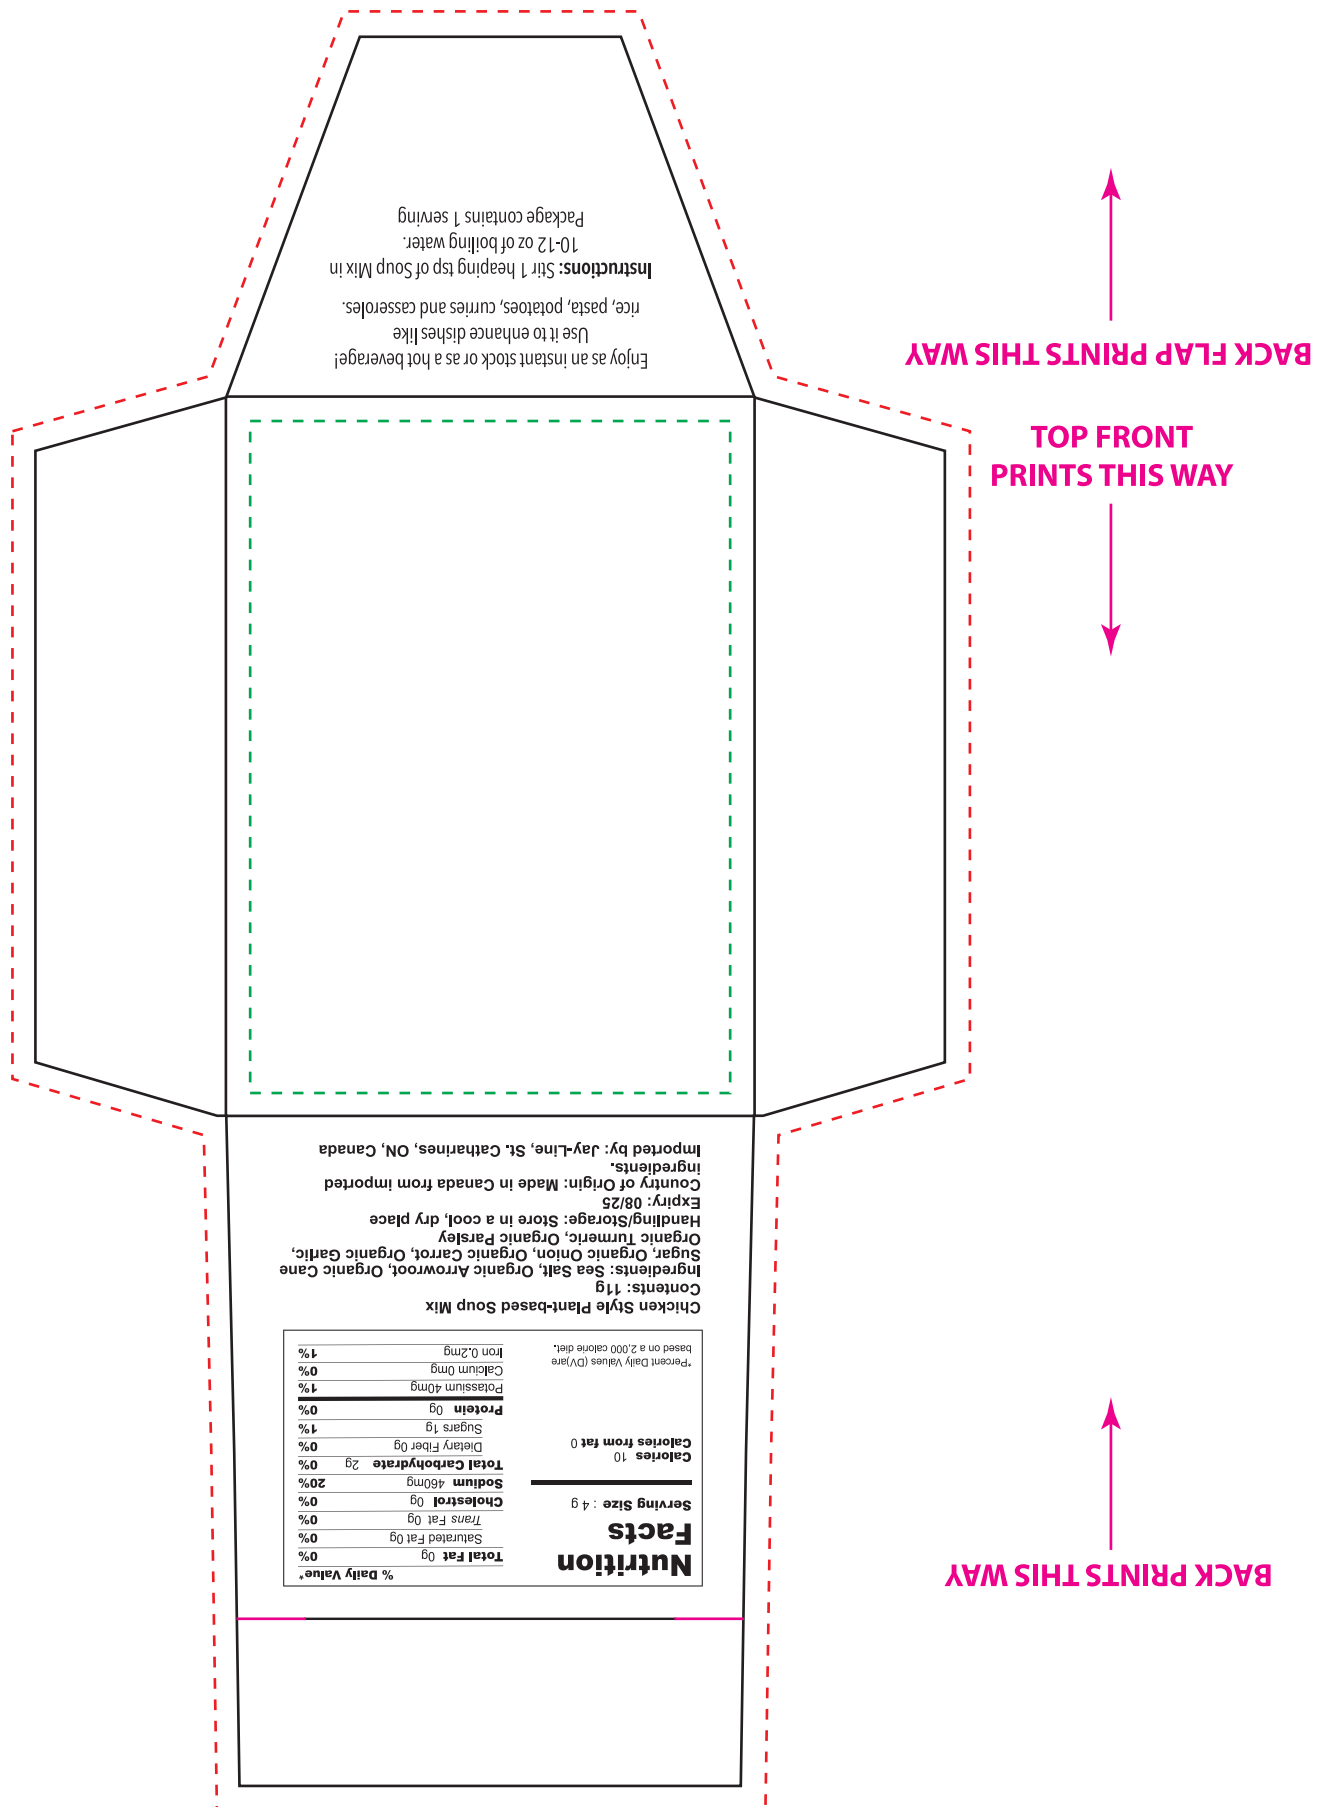 Enjoy as an instant stock or as a hot beverage!
Use it to enhance dishes like
rice, pasta, potatoes, curries and casseroles.
Instructions: Stir 1 heaping tsp of Soup Mix in
10-12 oz of boiling water.
Package contains 1 serving
BACK FLAP PRINTS THIS WAY
TOP FRONT
PRINTS THIS WAY
BACK PRINTS THIS WAY
Nutrition
Facts
Serving Size : 4 g
Calories 10
Calories from fat 0
*Percent Daily Values (DV)are
based on a 2,000 calorie diet.
% Daily Value*
Total Fat 0g 0%
Saturated Fat 0g 0%
Trans Fat 0g 0%
Cholestrol 0g 0%
Sodium 460mg 20%
Total Carbohydrate 2g 0%
Dietary Fiber 0g 0%
Sugars 1g 1%
Protein 0g 0%
Potassium 40mg 1%
Calcium 0mg 0%
Iron 0.2mg 1%
Chicken Style Plant-based Soup Mix
Contents: 11g
Ingredients: Sea Salt, Organic Arrowroot, Organic Cane
Sugar, Organic Onion, Organic Carrot, Organic Garlic,
Organic Turmeric, Organic Parsley
Handling/Storage: Store in a cool, dry place
Expiry: 08/25
Country of Origin: Made in Canada from imported
ingredients.
Imported by: Jay-Line, St. Catharines, ON, Canada